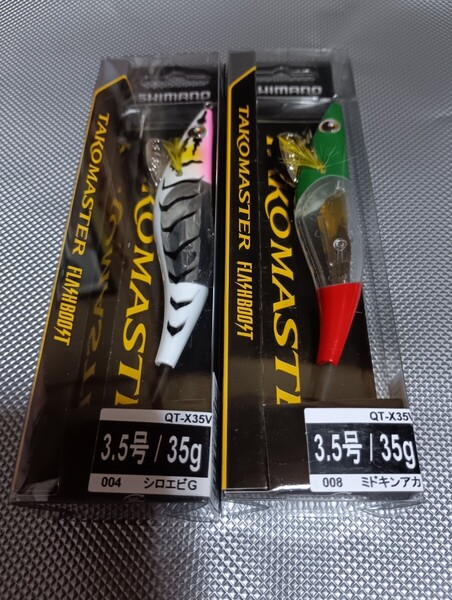 SHIMANO
TAKOMASTER FLASHBOOST
TAKOMASTE
QT-X35V
3.5号/35g
004 シロエビG
SHIMANO
TAKOMASTER FLASHBOOST
QT-X35V
3.5号/35g
008 ミドキンアカ